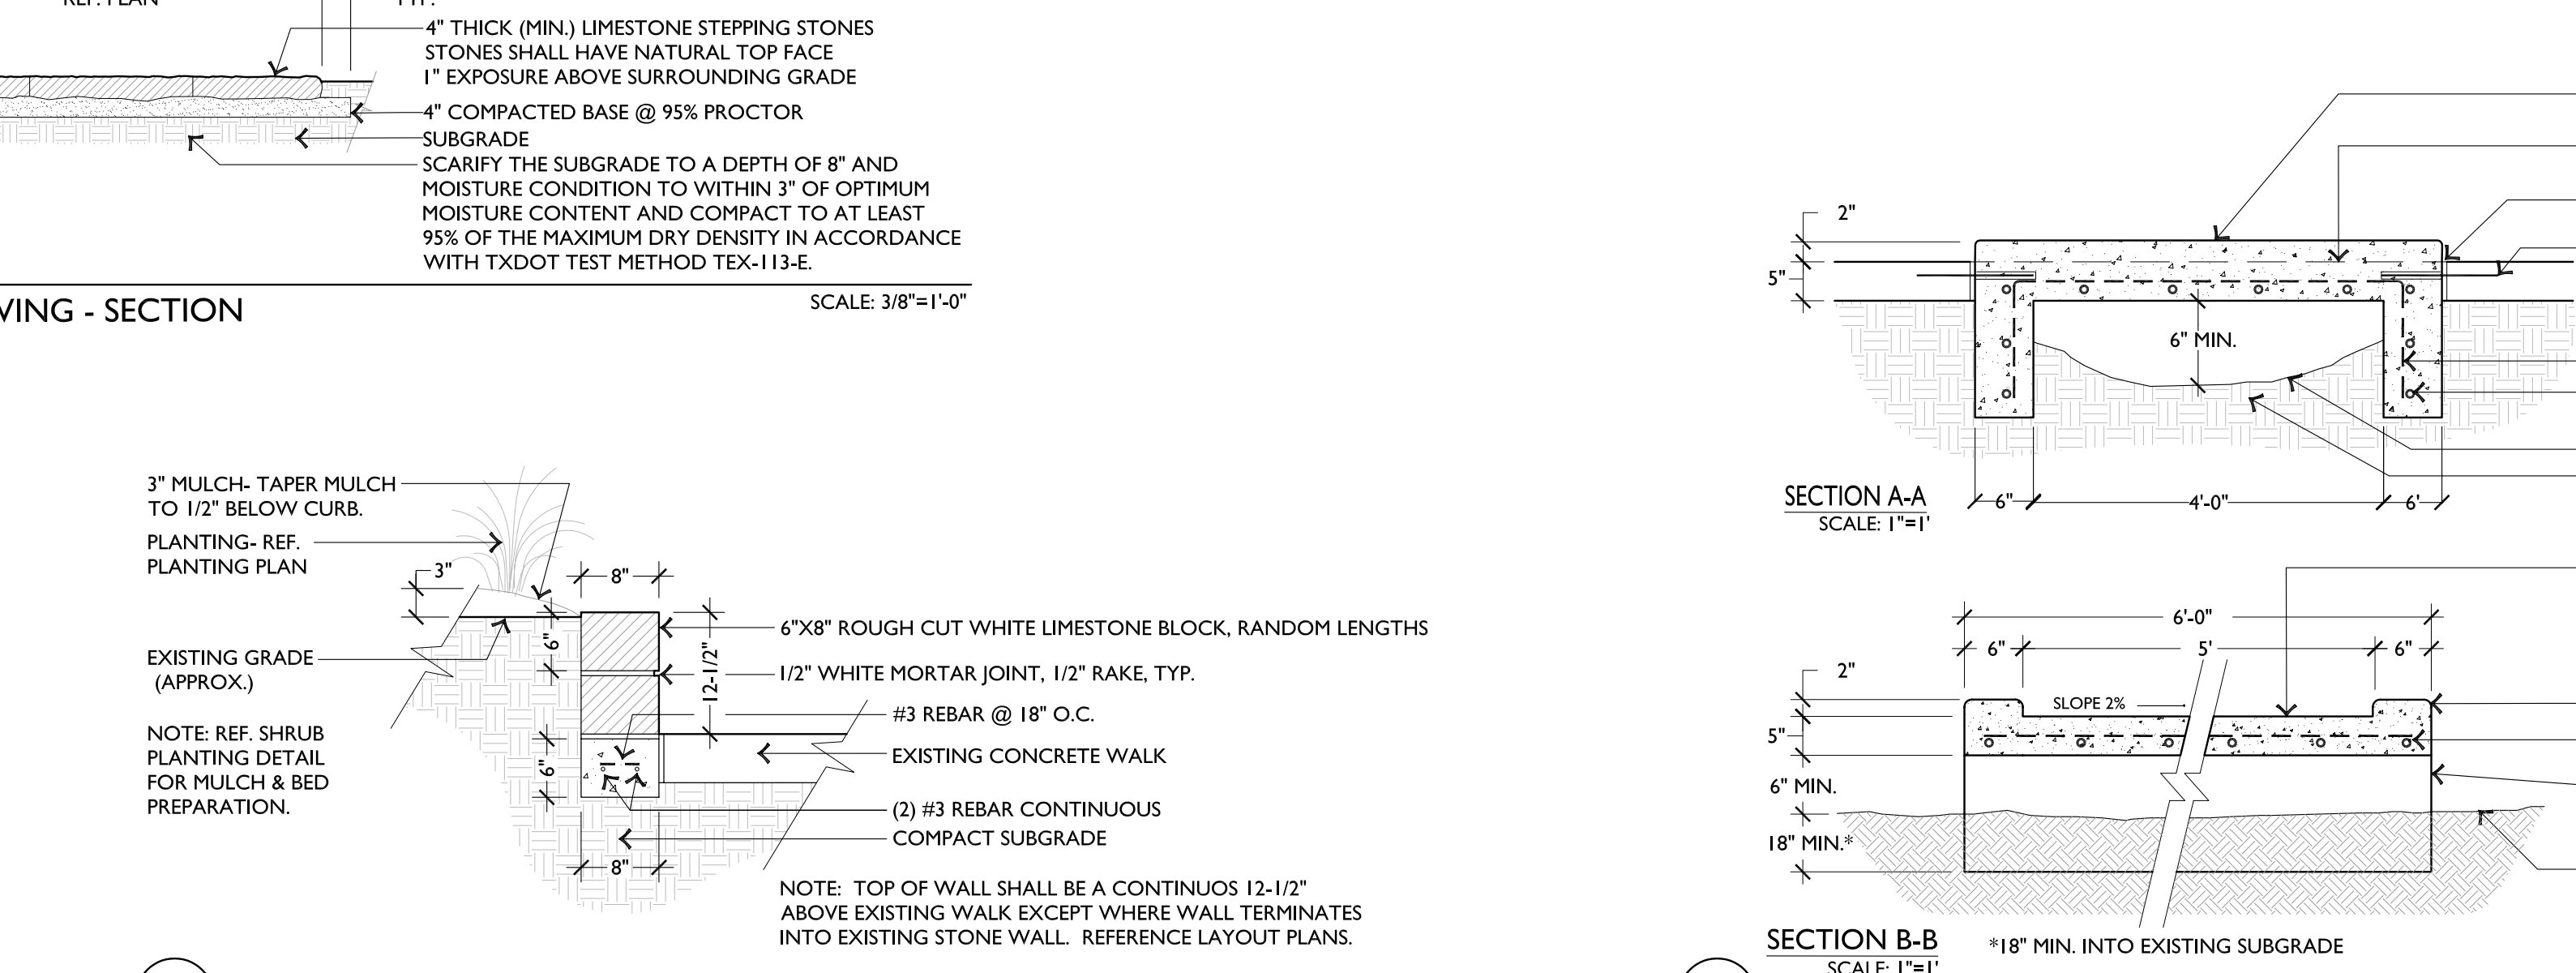 4" THICK (MIN.) LIMESTONE STEPPING STONES
STONES SHALL HAVE NATURAL TOP FACE
1" EXPOSURE ABOVE SURROUNDING GRADE
4" COMPACTED BASE @ 95% PROCTOR
SUBGRADE
SCARIFY THE SUBGRADE TO A DEPTH OF 8" AND
MOISTURE CONDITION TO WITHIN 3" OF OPTIMUM
MOISTURE CONTENT AND COMPACT TO AT LEAST
95% OF THE MAXIMUM DRY DENSITY IN ACCORDANCE
WITH TXDOT TEST METHOD TEX-113-E.
- SECTION
SCALE: 3/8"=1'-0"
3" MULCH- TAPER MULCH
TO 1/2" BELOW CURB.
PLANTING- REF.
PLANTING PLAN
3"
8"
EXISTING GRADE
(APPROX.)
NOTE: REF. SHRUB
PLANTING DETAIL
FOR MULCH & BED
PREPARATION.
6"
6"
12-1/2"
8"
6"X8" ROUGH CUT WHITE LIMESTONE BLOCK, RANDOM LENGTHS
1/2" WHITE MORTAR JOINT, 1/2" RAKE, TYP.
#3 REBAR @ 18" O.C.
EXISTING CONCRETE WALK
(2) #3 REBAR CONTINUOUS
COMPACT SUBGRADE
NOTE: TOP OF WALL SHALL BE A CONTINUOS 12-1/2"
ABOVE EXISTING WALK EXCEPT WHERE WALL TERMINATES
INTO EXISTING STONE WALL. REFERENCE LAYOUT PLANS.
2"
5"
6" MIN.
6"
4'-0"
6'
SECTION A-A
SCALE: 1"=1'
6'-0"
6"
5'
6"
2"
SLOPE 2%
5"
6" MIN.
18" MIN.*
SECTION B-B
SCALE: 1"=1'
*18" MIN. INTO EXISTING SUBGRADE